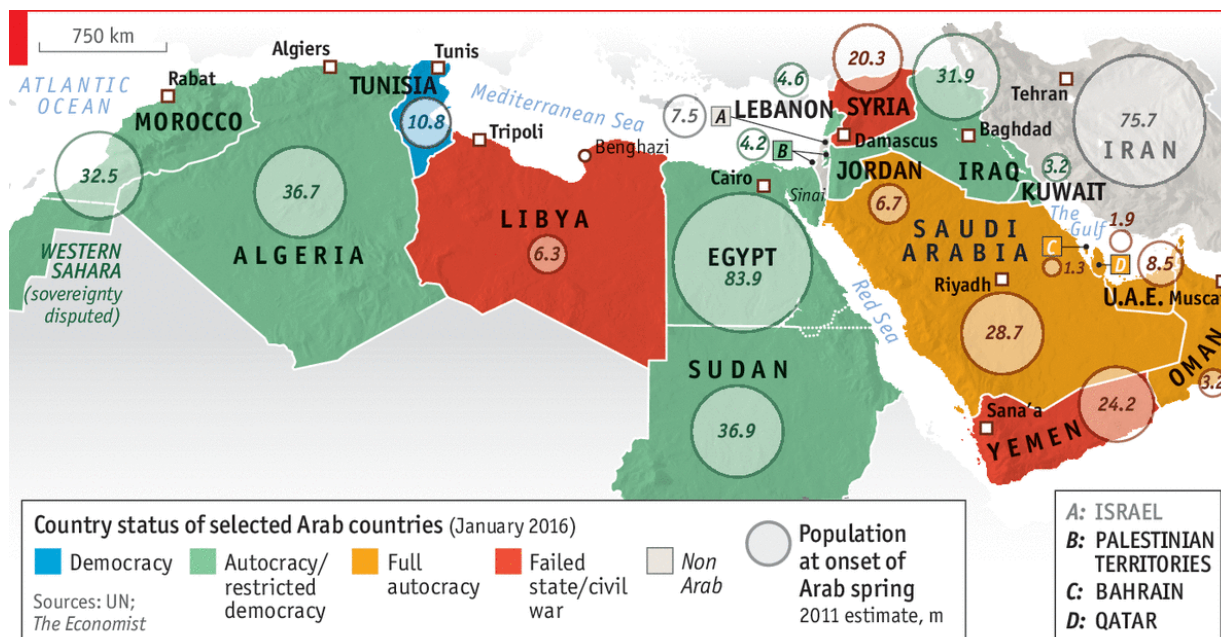 750 km
ATLANTIC
OCEAN
Rabat
MOROCCO
32.5
WESTERN
SAHARA
(sovereignty
disputed)
Algiers
36.7
ALGERIA
Tunis
TUNISIA
10.8
Mediterranean Sea
Tripoli
Benghazi
LIBYA
6.3
7.5
A
4.2
B
Cairo
Sinai
EGYPT
83.9
SUDAN
36.9
4.6
LEBANON
20.3
SYRIA
Damascus
JORDAN
6.7
31.9
Baghdad
IRAQ
Tehran
75.7
IRAN
3.2
KUWAIT
The
Gulf
SAUDI
ARABIA
Riyadh
28.7
Red Sea
C
1.3
1.9
D
8.5
U.A.E.
Muscat
OMAN
3.2
Sana'a
YEMEN
24.2
Country status of selected Arab countries (January 2016)
Democracy
Autocracy/
restricted
democracy
Full
autocracy
Failed
state/civil
war
Non
Arab
Population
at onset of
Arab spring
2011 estimate, m
Sources: UN;
The Economist
A: ISRAEL
B: PALESTINIAN
TERRITORIES
C: BAHRAIN
D: QATAR